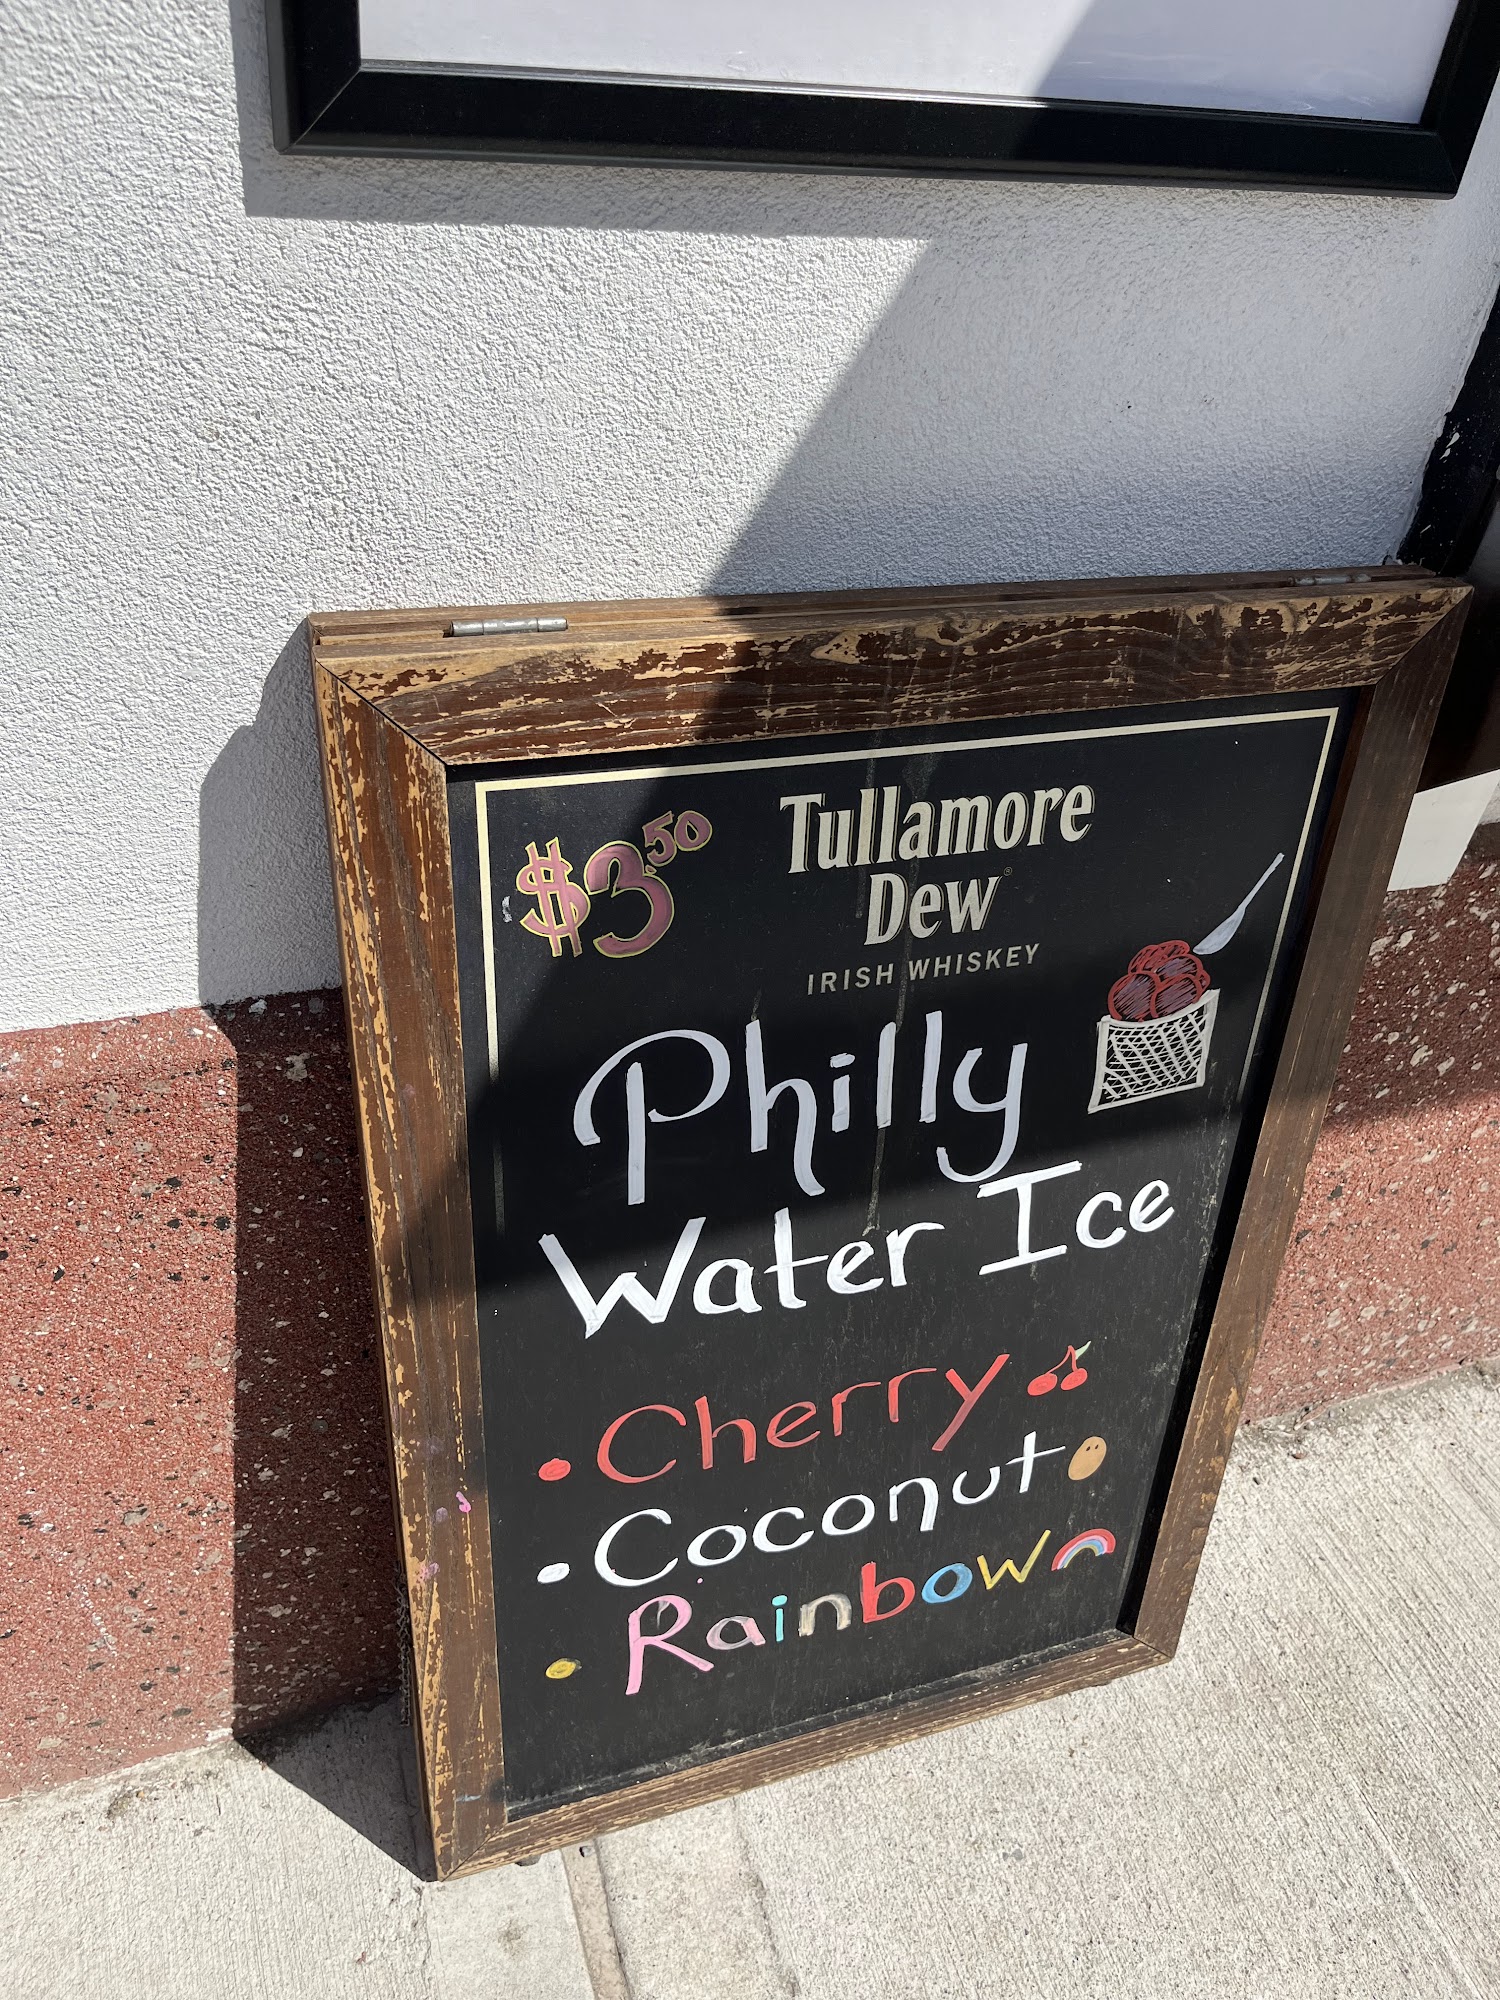 $3.50
Tullamore
Dew
IRISH WHISKEY
Philly
Water Ice
• Cherry
• Coconut
• Rainbow